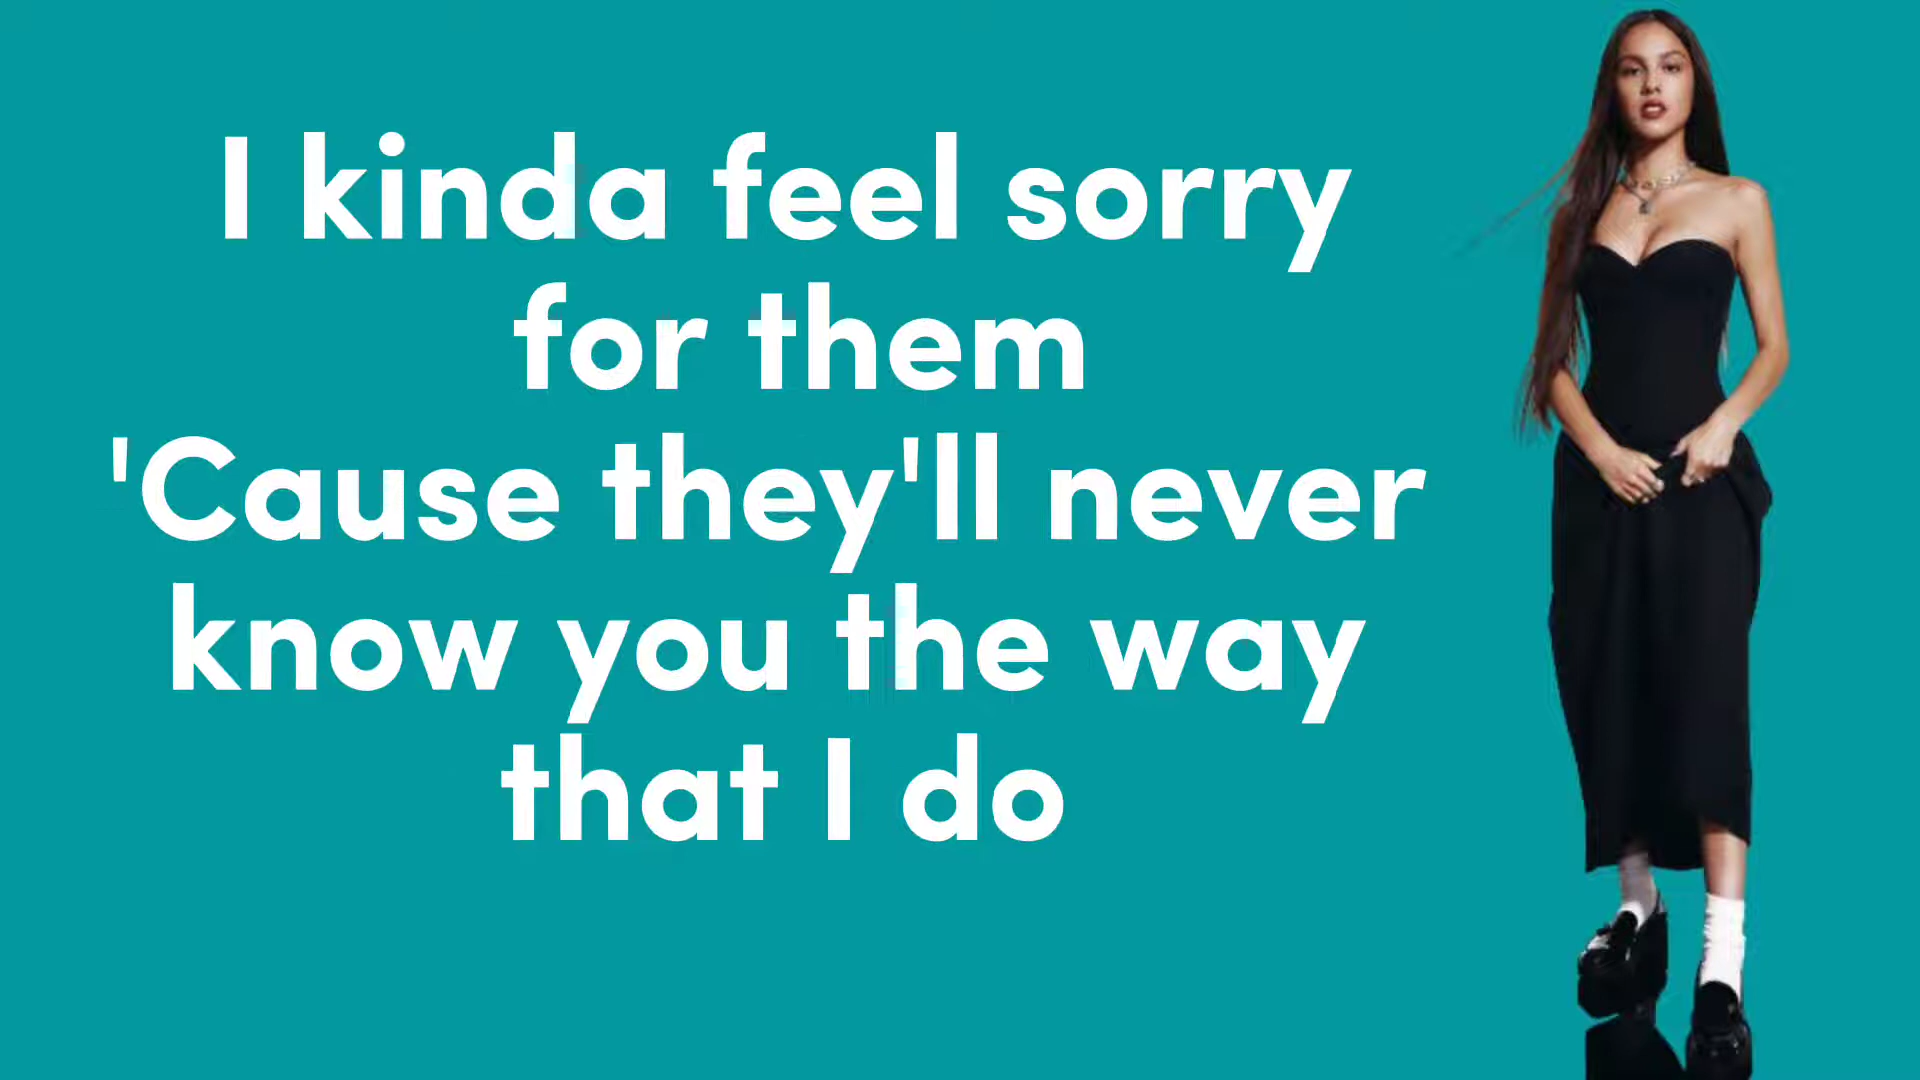 I kinda feel sorry
for them
'Cause they'll never
know you the way
that I do